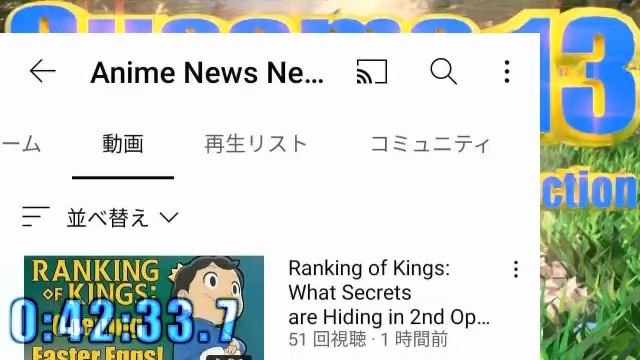 13
Anime News Ne...
ーム 動画 再生リスト コミュニティ
ction
並べ替え
RANKING
OF KINGS:
Ranking of Kings:
What Secrets
are Hiding in 2nd Op...
51 回視聴・1 時間前
0:42:33.7
Easter Eggs!